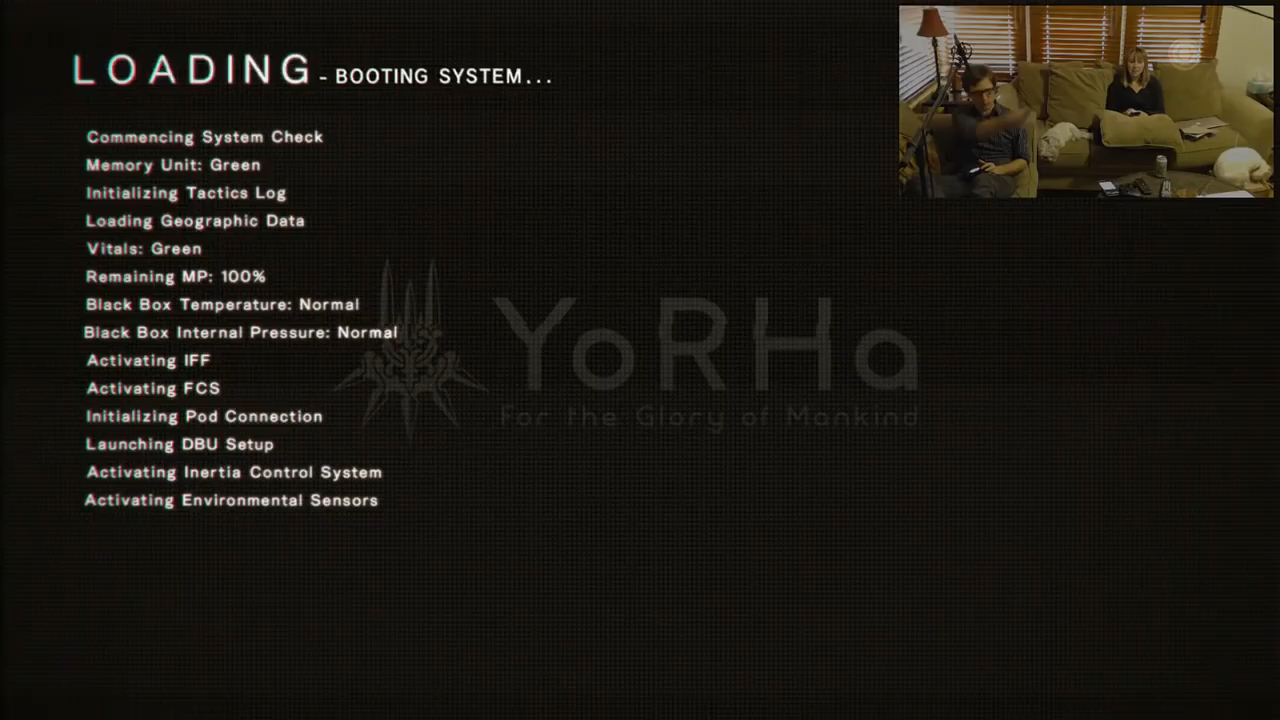 LOADING - BOOTING SYSTEM...
Commencing System Check
Memory Unit: Green
Initializing Tactics Log
Loading Geographic Data
Vitals: Green
Remaining MP: 100%
Black Box Temperature: Normal
Black Box Internal Pressure: Normal
Activating IFF
Activating FCS
Initializing Pod Connection
Launching DBU Setup
Activating Inertia Control System
Activating Environmental Sensors
YoRHa
For the Glory of Mankind